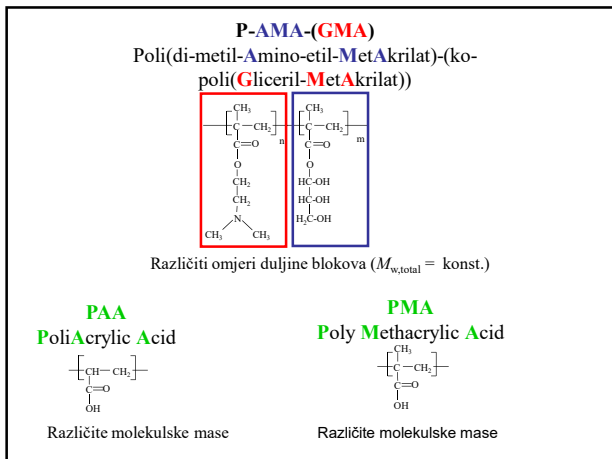 P-AMA-(GMA)
Poli(di-metil-Amino-etil-MetAkrilat)-(ko-
poli(Gliceril-MetAkrilat))
CH₃ CH₃
C CH₂ n C CH₂ m
C=O C=O
O O
CH₂ HC-OH
CH₂ HC-OH
N H₂C-OH
CH₃ CH₃
Različiti omjeri duljine blokova (Mw,total = konst.)
PAA
PoliAcrylic Acid
CH CH₂
C=O
OH
Različite molekulske mase
PMA
Poly Methacrylic Acid
CH₃
C CH₂
C=O
OH
Različite molekulske mase